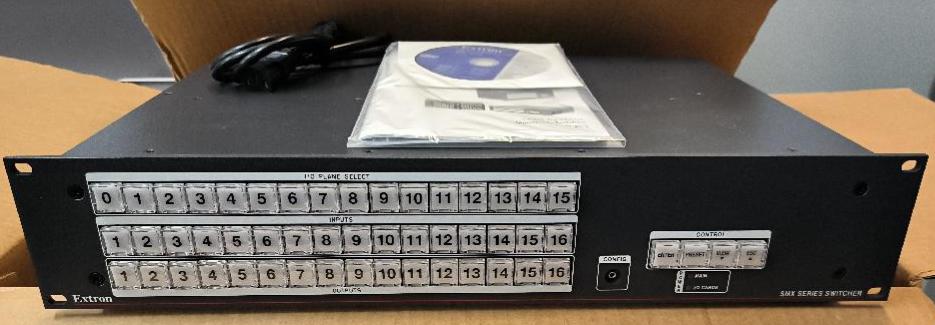 Extron
I/O PLANE SELECT
0 1 2 3 4 5 6 7 8 9 10 11 12 13 14 15
INPUTS
1 2 3 4 5 6 7 8 9 10 11 12 13 14 15 16
1 2 3 4 5 6 7 8 9 10 11 12 13 14 15 16
OUTPUTS
CONFIG
CONTROL
ENTER PRESET VIEW ESC
I/O CARDS
Extron
SMX SERIES SWITCHER